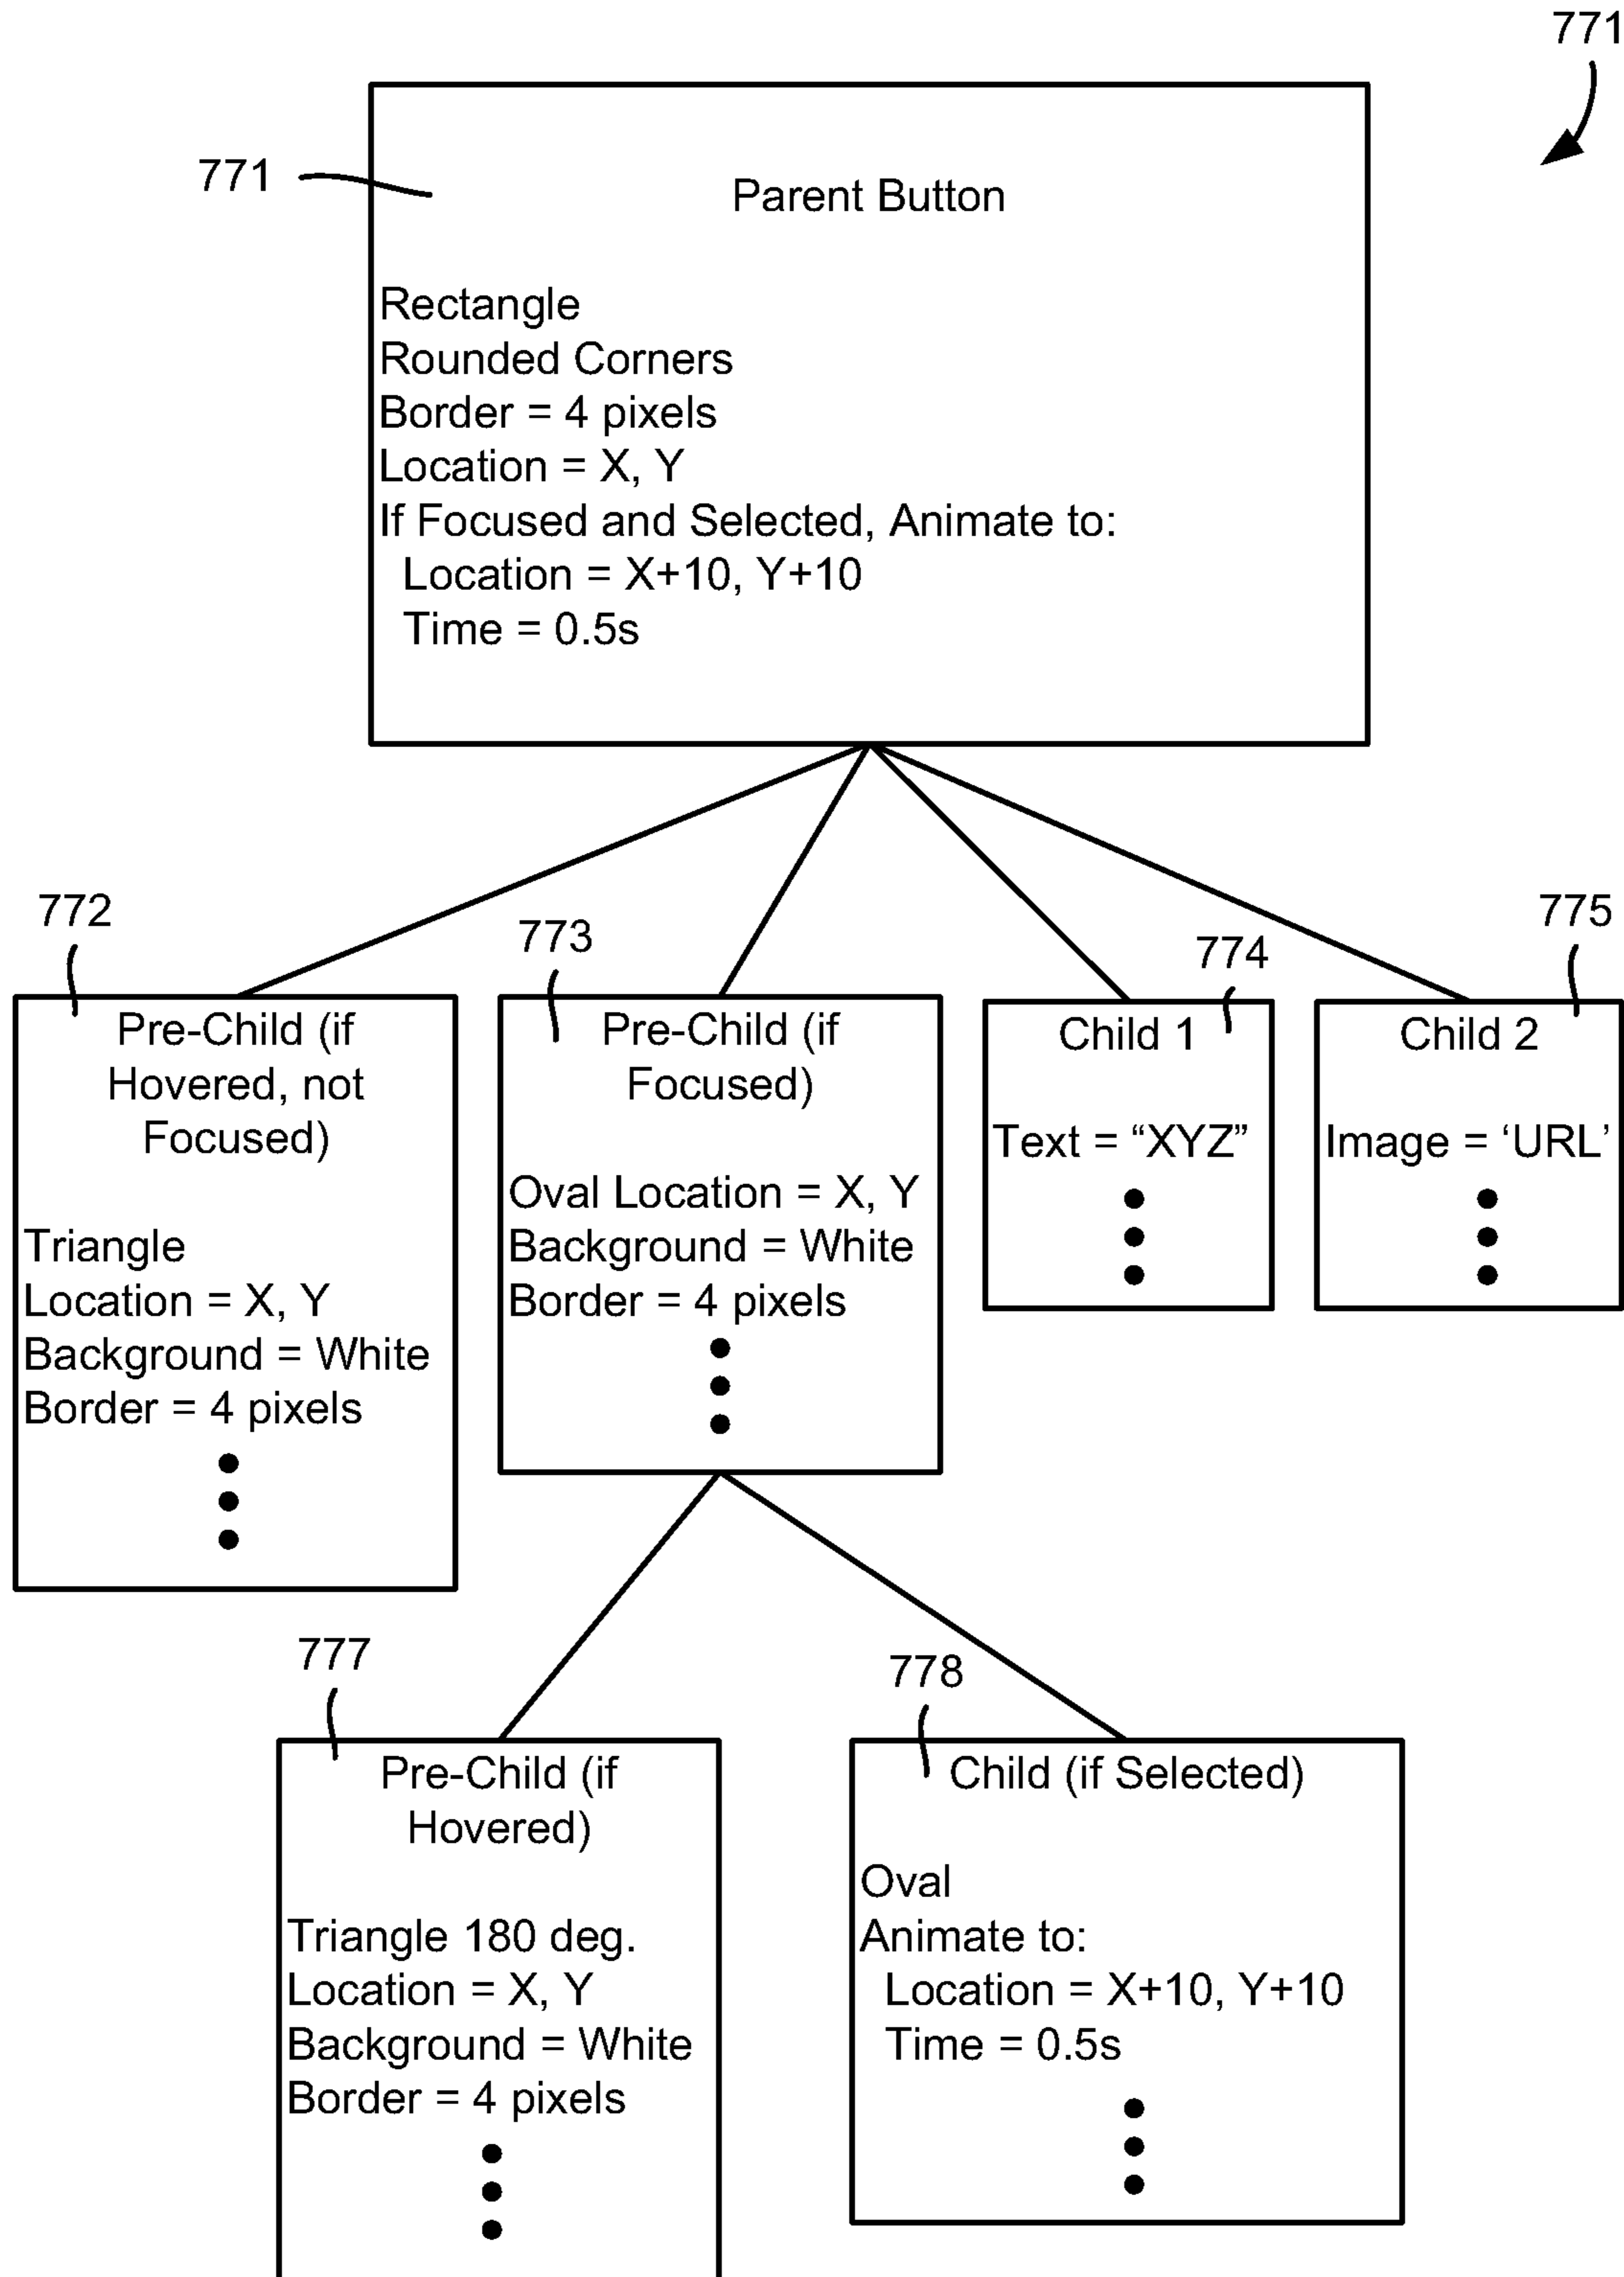 771
771
Parent Button
Rectangle
Rounded Corners
Border = 4 pixels
Location = X, Y
If Focused and Selected, Animate to:
Location = X+10, Y+10
Time = 0.5s
772
773
774
775
Pre-Child (if
Hovered, not
Focused)
Triangle
Location = X, Y
Background = White
Border = 4 pixels
Pre-Child (if
Focused)
Oval Location = X, Y
Background = White
Border = 4 pixels
Child 1
Text = “XYZ”
Child 2
Image = ‘URL’
777
778
Pre-Child (if
Hovered)
Triangle 180 deg.
Location = X, Y
Background = White
Border = 4 pixels
Child (if Selected)
Oval
Animate to:
Location = X+10, Y+10
Time = 0.5s